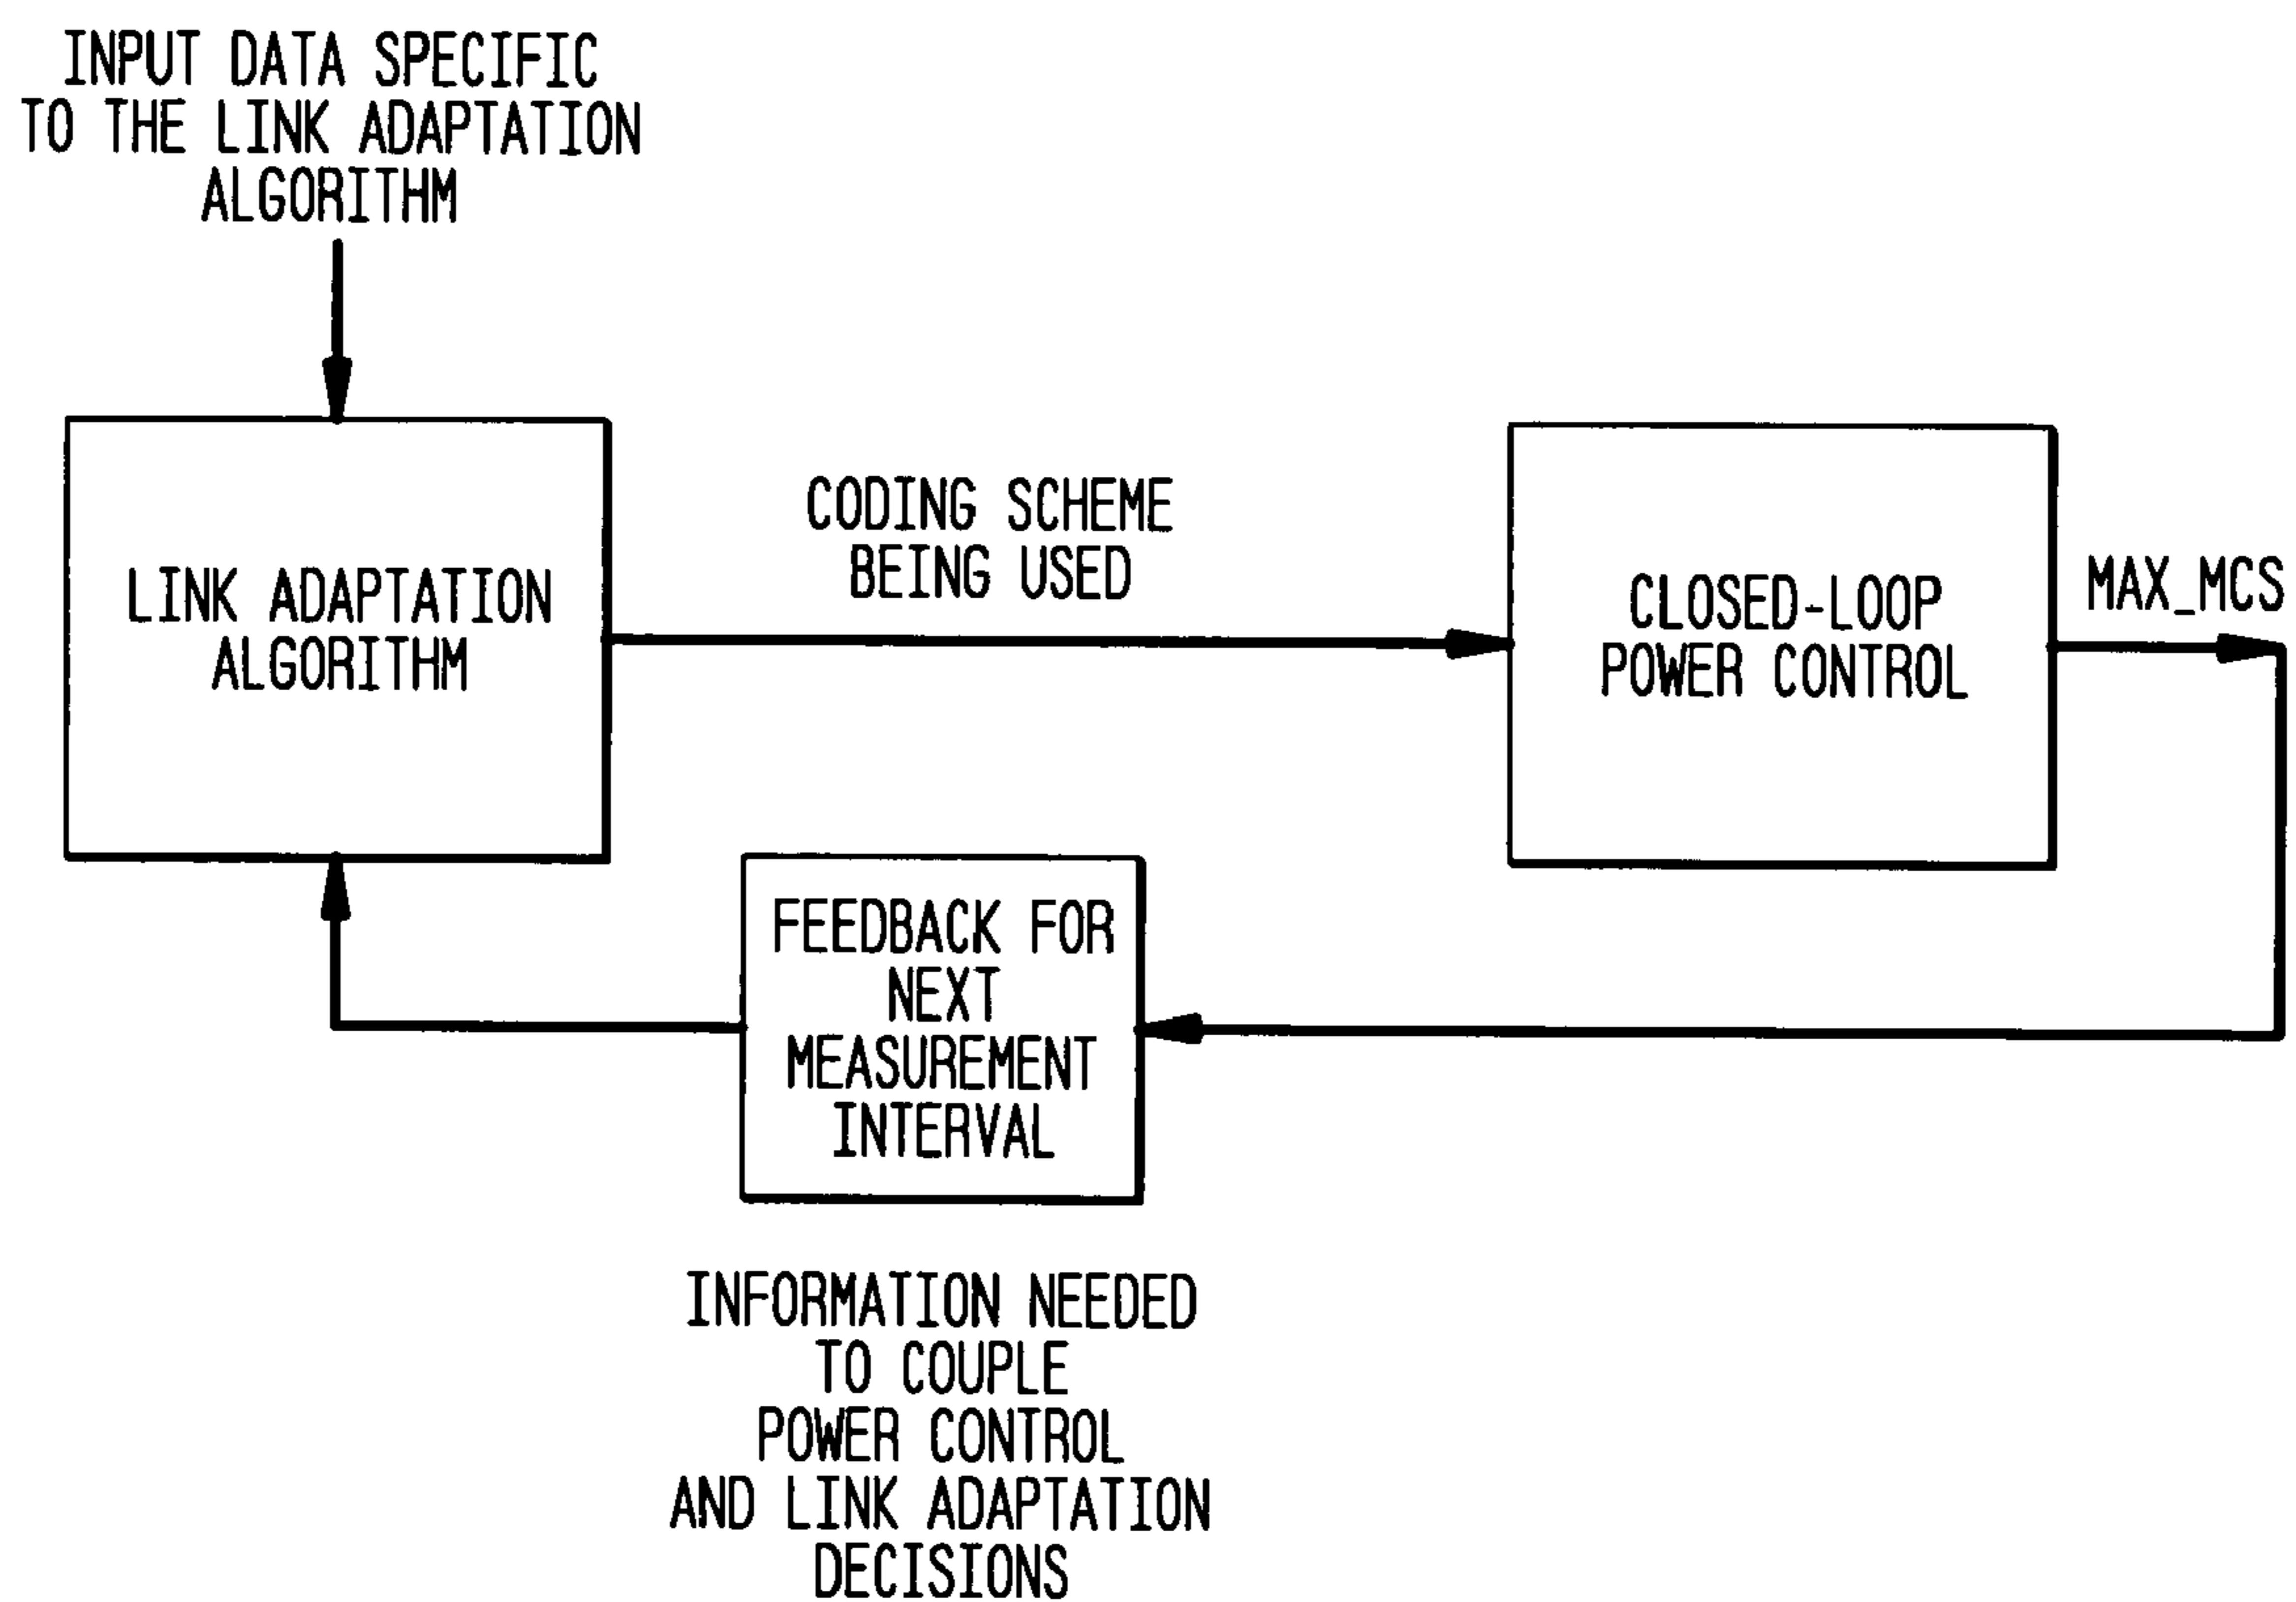 INPUT DATA SPECIFIC
TO THE LINK ADAPTATION
ALGORITHM
LINK ADAPTATION
ALGORITHM
CODING SCHEME
BEING USED
CLOSED-LOOP
POWER CONTROL
MAX_MCS
FEEDBACK FOR
NEXT
MEASUREMENT
INTERVAL
INFORMATION NEEDED
TO COUPLE
POWER CONTROL
AND LINK ADAPTATION
DECISIONS